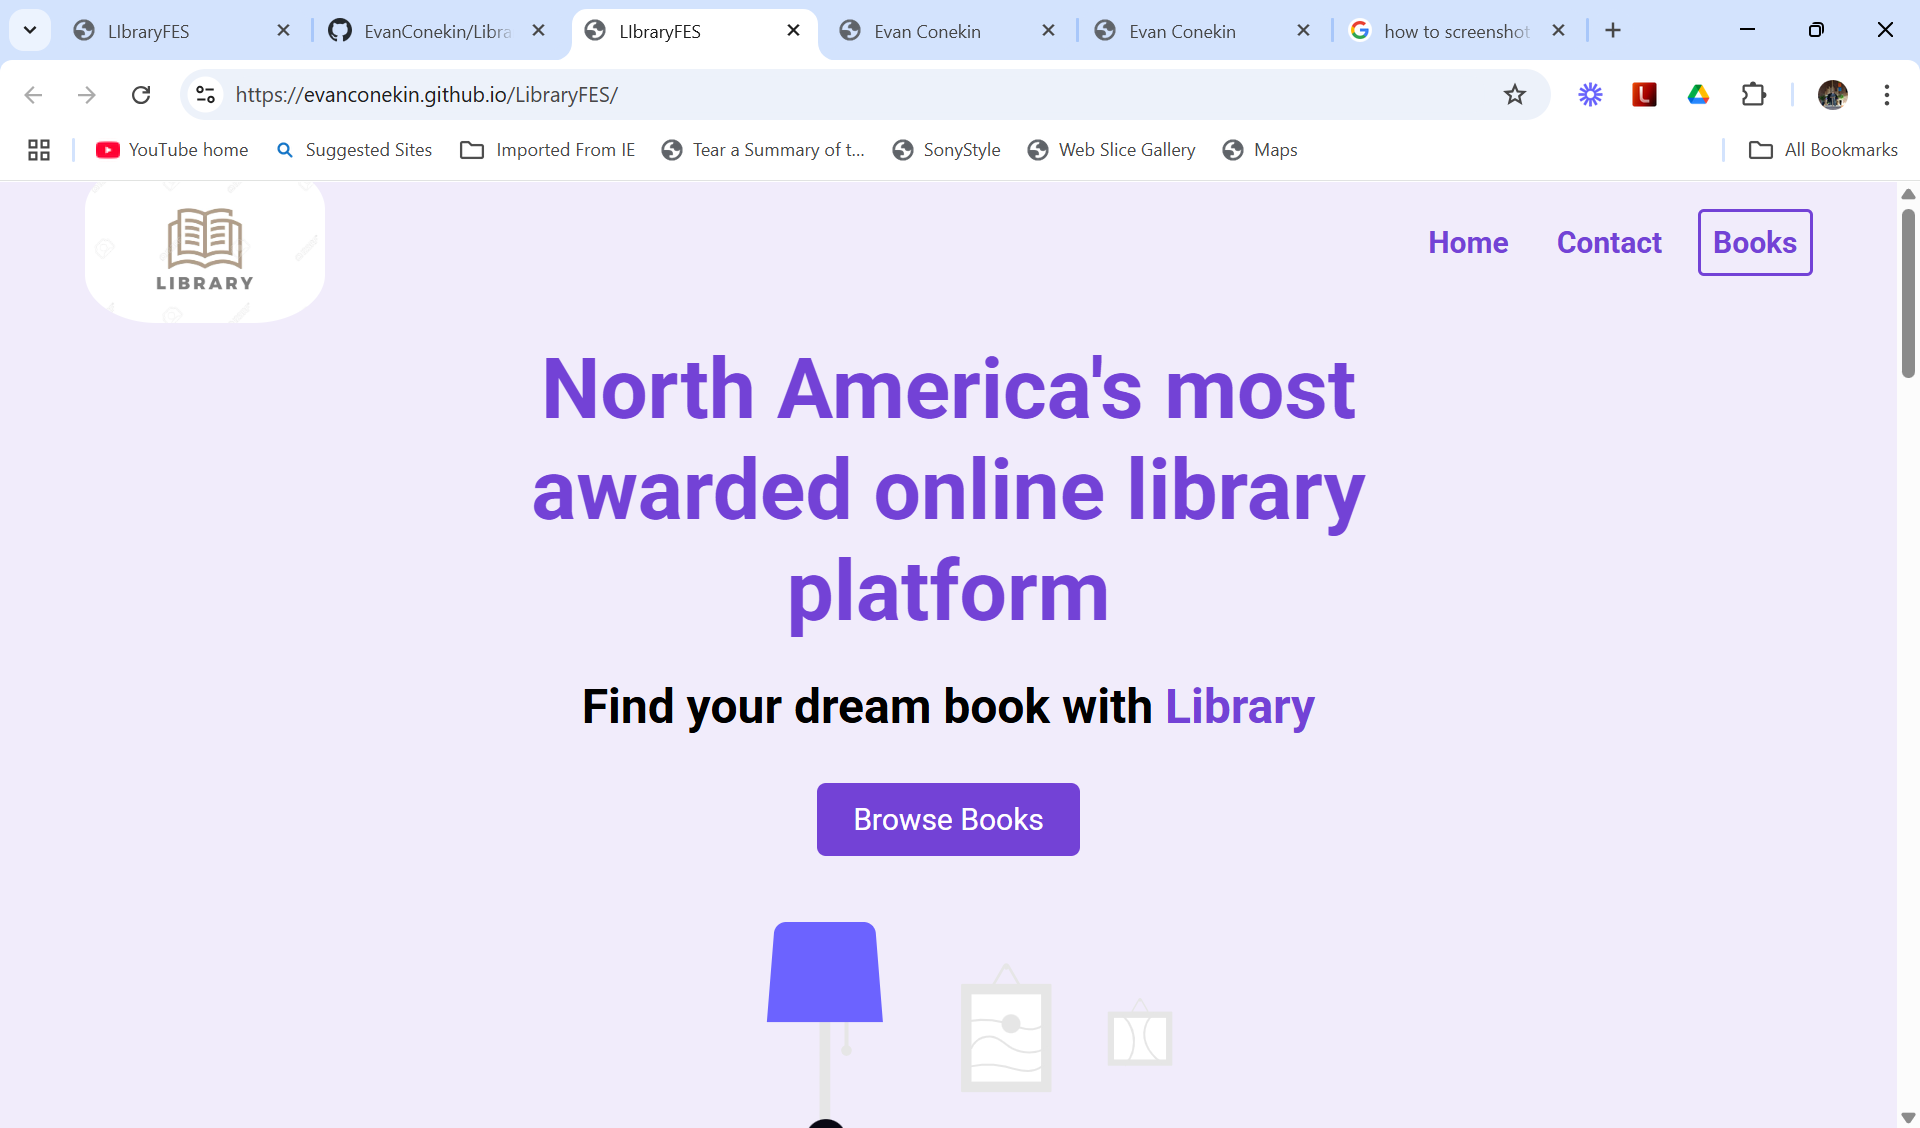 LIbraryFES
EvanConekin/Libra
LIbraryFES
Evan Conekin
Evan Conekin
how to screenshot
https://evanconekin.github.io/LibraryFES/
YouTube home
Suggested Sites
Imported From IE
Tear a Summary of t...
SonyStyle
Web Slice Gallery
Maps
All Bookmarks
LIBRARY
Home
Contact
Books
North America's most
awarded online library
platform
Find your dream book with Library
Browse Books